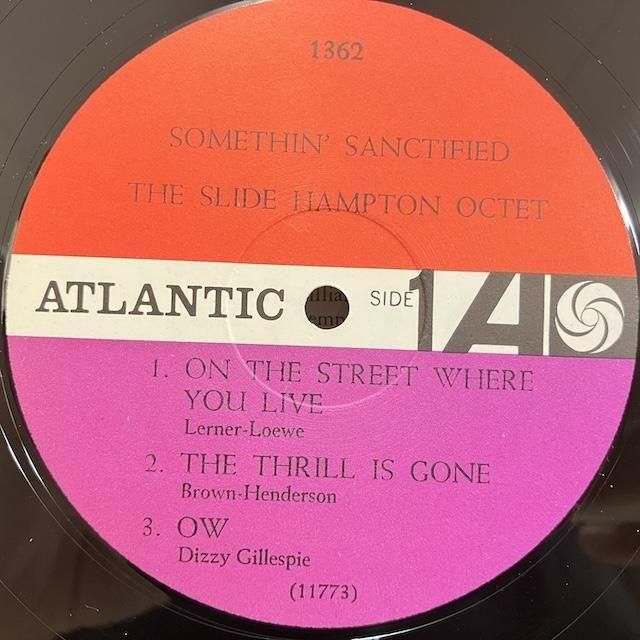 1362
SOMETHIN' SANCTIFIED
THE SLIDE HAMPTON OCTET
ATLANTIC SIDE 1 A
1. ON THE STREET WHERE
YOU LIVE
Lerner-Loewe
2. THE THRILL IS GONE
Brown-Henderson
3. OW
Dizzy Gillespie
(11773)